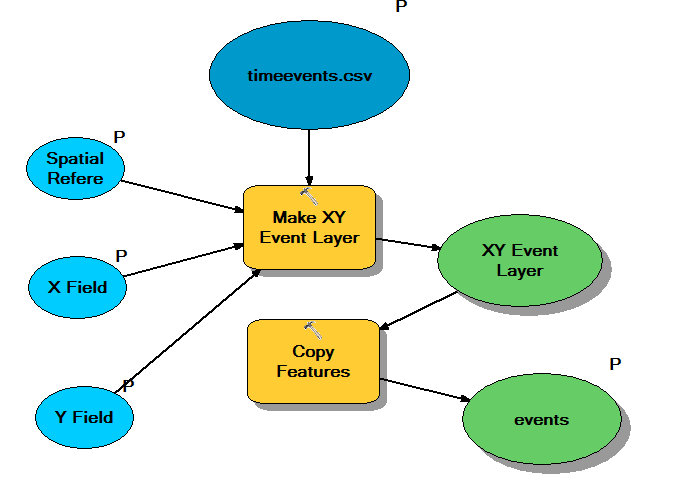 P
timeevents.csv
P
Spatial
Refere
Make XY
Event Layer
P
X Field
XY Event
Layer
Copy
Features
P
Y Field
P
events